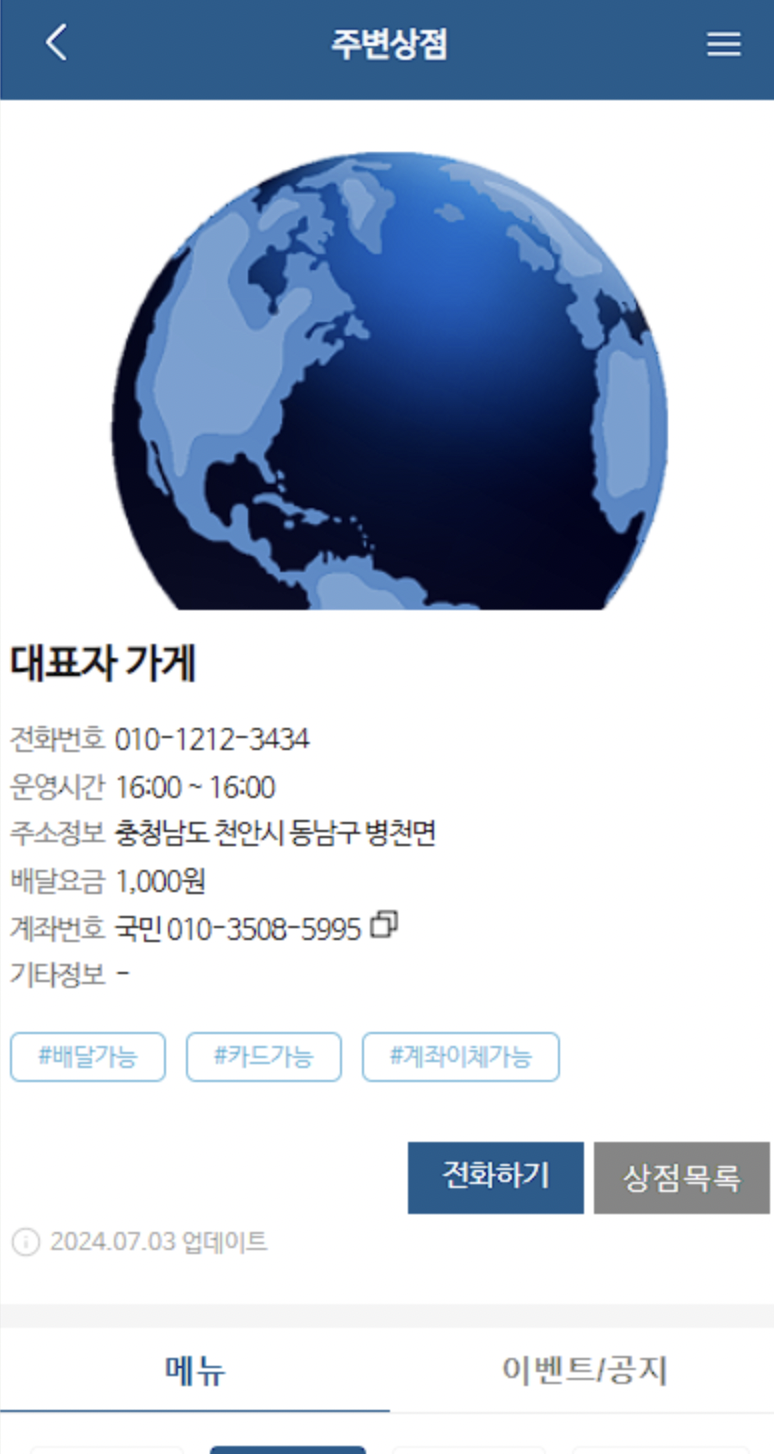 주변상점
대표자 가게
전화번호 010-1212-3434
운영시간 16:00 ~ 16:00
주소정보 충청남도 천안시 동남구 병천면
배달요금 1,000원
계좌번호 국민 010-3508-5995
기타정보 -
#배달가능 #카드가능 #계좌이체가능
전화하기 상점목록
2024.07.03 업데이트
메뉴 이벤트/공지